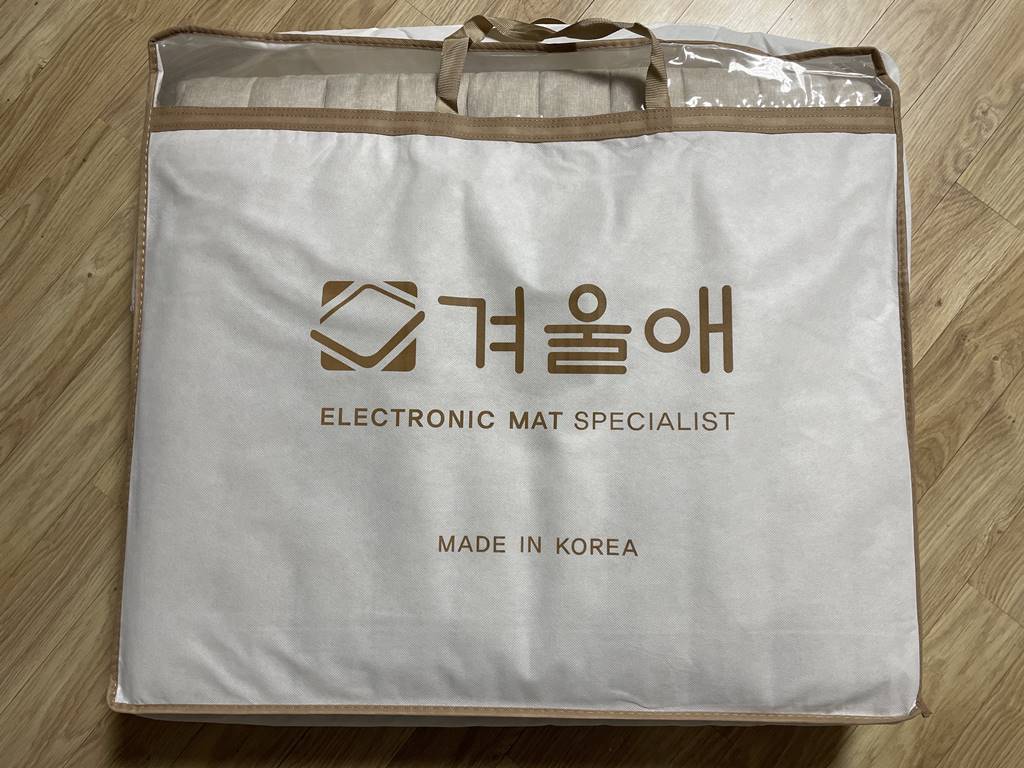 겨울애
ELECTRONIC MAT SPECIALIST
MADE IN KOREA